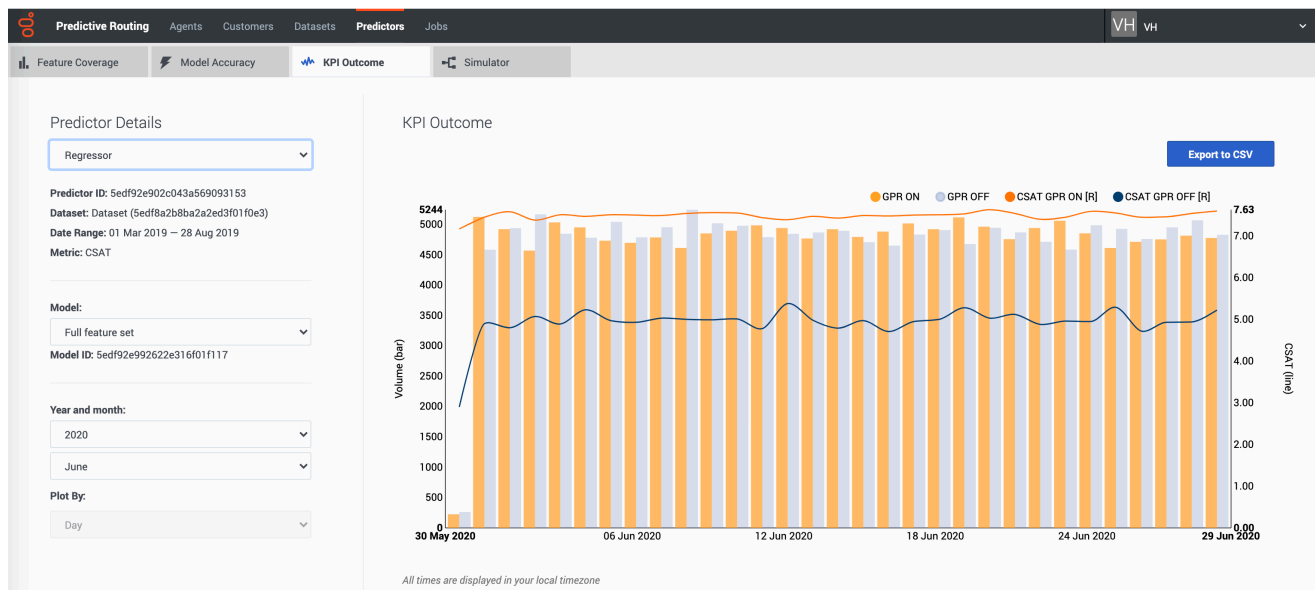 Predictive Routing Agents Customers Datasets Predictors Jobs VH VH
Feature Coverage Model Accuracy KPI Outcome Simulator
Predictor Details
Regressor
Predictor ID: 5edf92e902c043a569093153
Dataset: Dataset (5edf8a2b8ba2a2ed3f01f0e3)
Date Range: 01 Mar 2019 — 28 Aug 2019
Metric: CSAT
Model:
Full feature set
Model ID: 5edf92e992622e316f01f117
Year and month:
2020
June
Plot By:
Day
KPI Outcome
Export to CSV
GPR ON GPR OFF CSAT GPR ON [R] CSAT GPR OFF [R]
5244
5000
4500
4000
3500
3000
2500
2000
1500
1000
500
0
Volume (bar)
7.63
7.00
6.00
5.00
4.00
3.00
2.00
1.00
0.00
CSAT (line)
30 May 2020 06 Jun 2020 12 Jun 2020 18 Jun 2020 24 Jun 2020 29 Jun 2020
All times are displayed in your local timezone